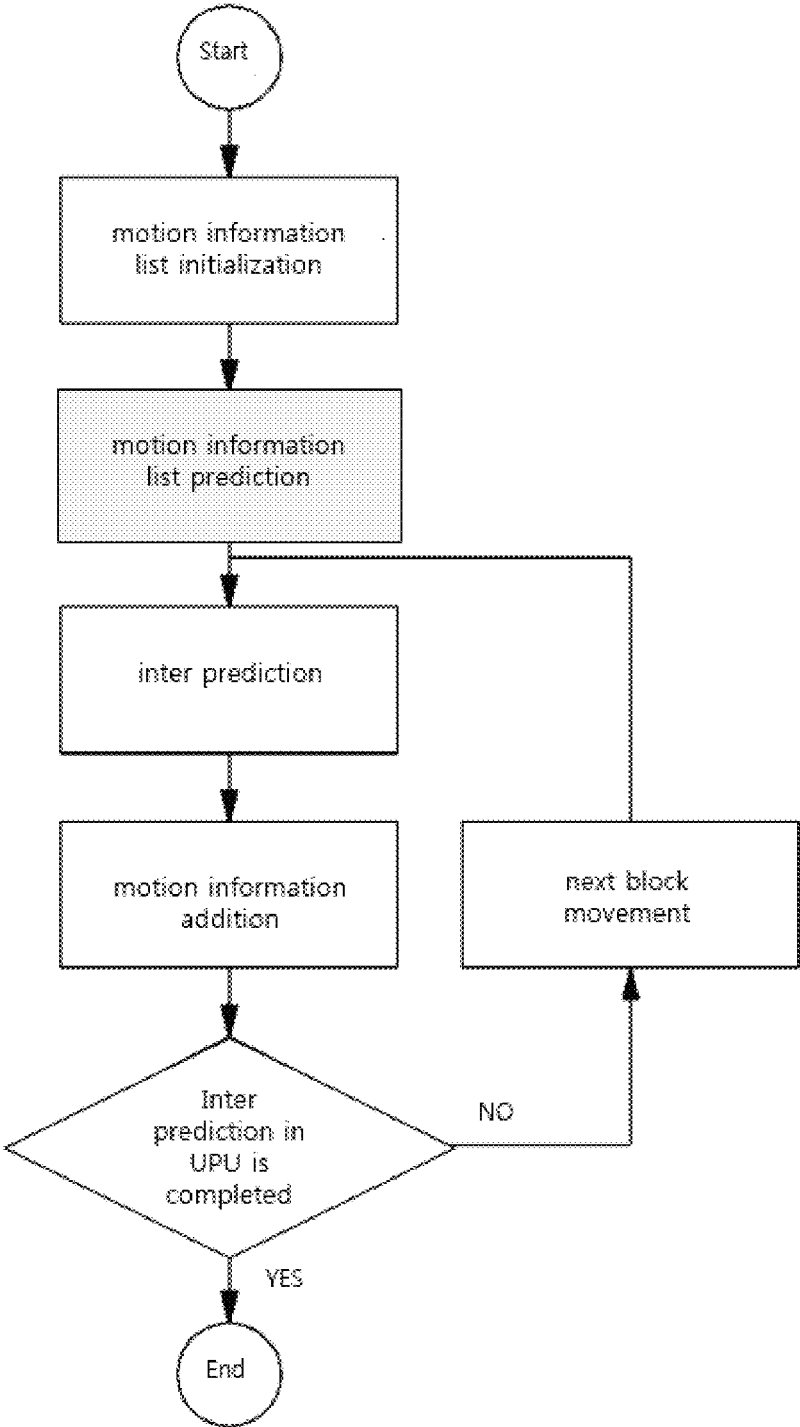 Start
motion information
list initialization
motion information
list prediction
inter prediction
motion information
addition
next block
movement
Inter
prediction in
UPU is
completed
NO
YES
End